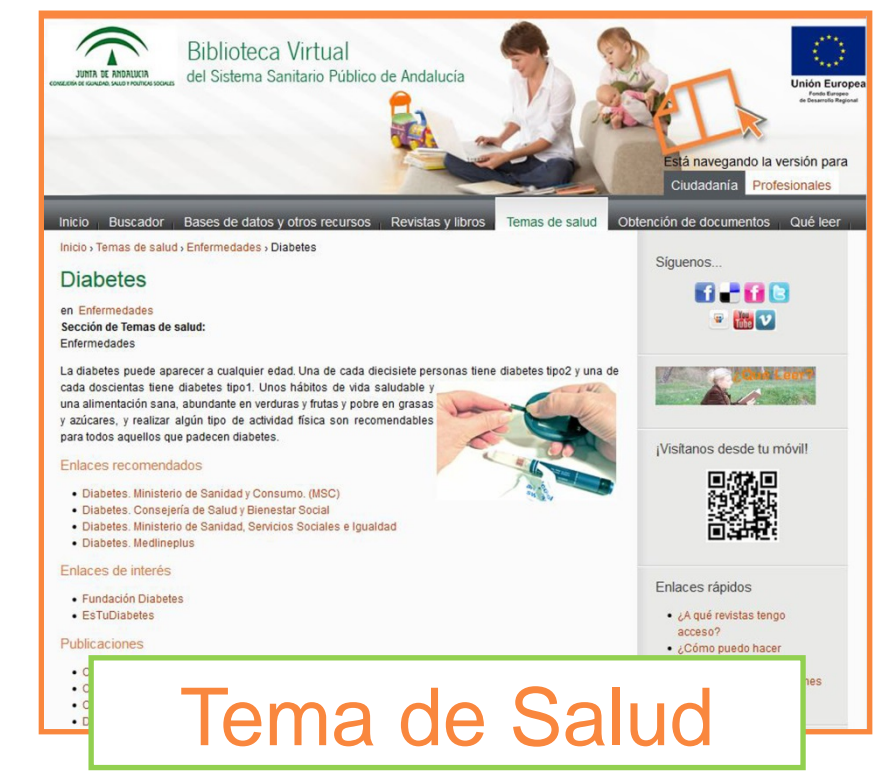 JUNTA DE ANDALUCIA
CONSEJERÍA DE IGUALDAD, SALUD Y POLÍTICAS SOCIALES
Biblioteca Virtual
del Sistema Sanitario Público de Andalucía
Unión Europea
Fondo Europeo
de Desarrollo Regional
Está navegando la versión para
Ciudadanía Profesionales
Inicio Buscador Bases de datos y otros recursos Revistas y libros Temas de salud Obtención de documentos Qué leer
Inicio › Temas de salud › Enfermedades › Diabetes
Diabetes
en Enfermedades
Sección de Temas de salud:
Enfermedades
La diabetes puede aparecer a cualquier edad. Una de cada diecisiete personas tiene diabetes tipo2 y una de
cada doscientas tiene diabetes tipo1. Unos hábitos de vida saludable y
una alimentación sana, abundante en verduras y frutas y pobre en grasas
y azúcares, y realizar algún tipo de actividad física son recomendables
para todos aquellos que padecen diabetes.
Enlaces recomendados
• Diabetes. Ministerio de Sanidad y Consumo. (MSC)
• Diabetes. Consejería de Salud y Bienestar Social
• Diabetes. Ministerio de Sanidad, Servicios Sociales e Igualdad
• Diabetes. Medlineplus
Enlaces de interés
• Fundación Diabetes
• EsTuDiabetes
Publicaciones
Síguenos...
You Tube
¿Qué Leer?
¡Visítanos desde tu móvil!
Enlaces rápidos
• ¿A qué revistas tengo
acceso?
• ¿Cómo puedo hacer
Tema de Salud